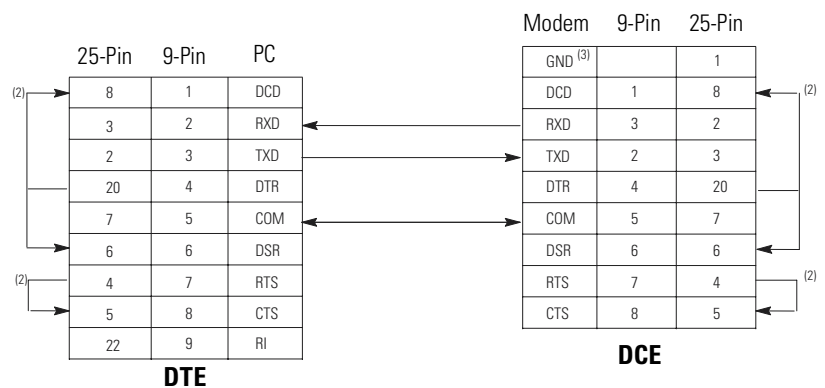 25-Pin 9-Pin PC
8 1 DCD
3 2 RXD
2 3 TXD
20 4 DTR
7 5 COM
6 6 DSR
4 7 RTS
5 8 CTS
22 9 RI
(2)
(2)
DTE
Modem 9-Pin 25-Pin
GND (3) 1
DCD 1 8
RXD 3 2
TXD 2 3
DTR 4 20
COM 5 7
DSR 6 6
RTS 7 4
CTS 8 5
(2)
(2)
DCE